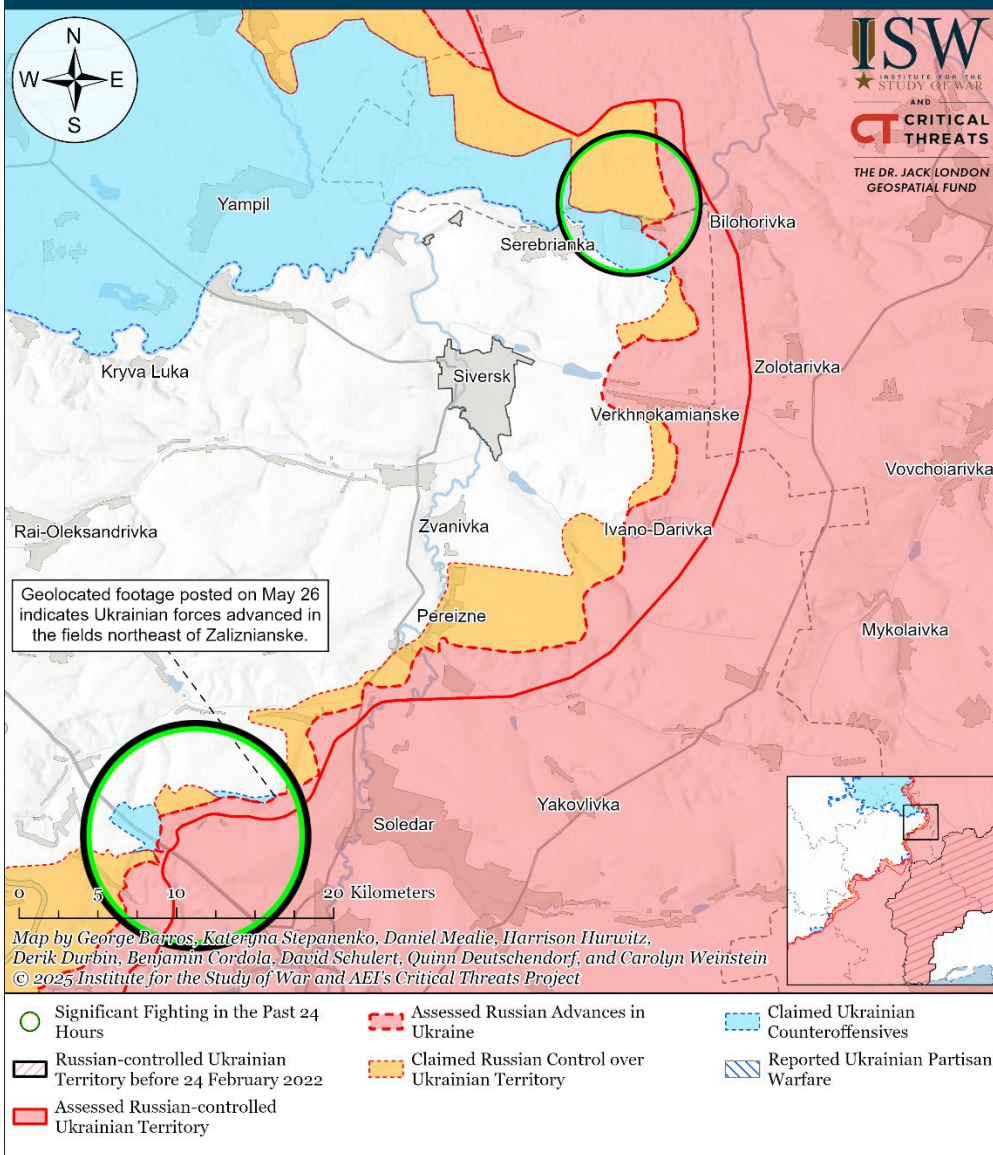 N
W E
S
ISW
INSTITUTE FOR THE
STUDY OF WAR
AND
CT CRITICAL
THREATS
THE DR. JACK LONDON
GEOSPATIAL FUND
Yampil
Serebrianka
Bilohorivka
Kryva Luka
Siversk
Zolotarivka
Verkhnokamianske
Vovchoiarivka
Rai-Oleksandrivka
Zvanivka
Ivano-Darivka
Geolocated footage posted on May 26
indicates Ukrainian forces advanced in
the fields northeast of Zaliznianske.
Pereizne
Mykolaivka
Soledar
Yakovlivka
0 5 10 20 Kilometers
Map by George Barros, Kateryna Stepanenko, Daniel Mealie, Harrison Hurwitz,
Derik Durbin, Benjamin Cordola, David Schulert, Quinn Deutschendorf, and Carolyn Weinstein
© 2025 Institute for the Study of War and AEI's Critical Threats Project
Significant Fighting in the Past 24
Hours
Russian-controlled Ukrainian
Territory before 24 February 2022
Assessed Russian-controlled
Ukrainian Territory
Assessed Russian Advances in
Ukraine
Claimed Russian Control over
Ukrainian Territory
Claimed Ukrainian
Counteroffensives
Reported Ukrainian Partisan
Warfare